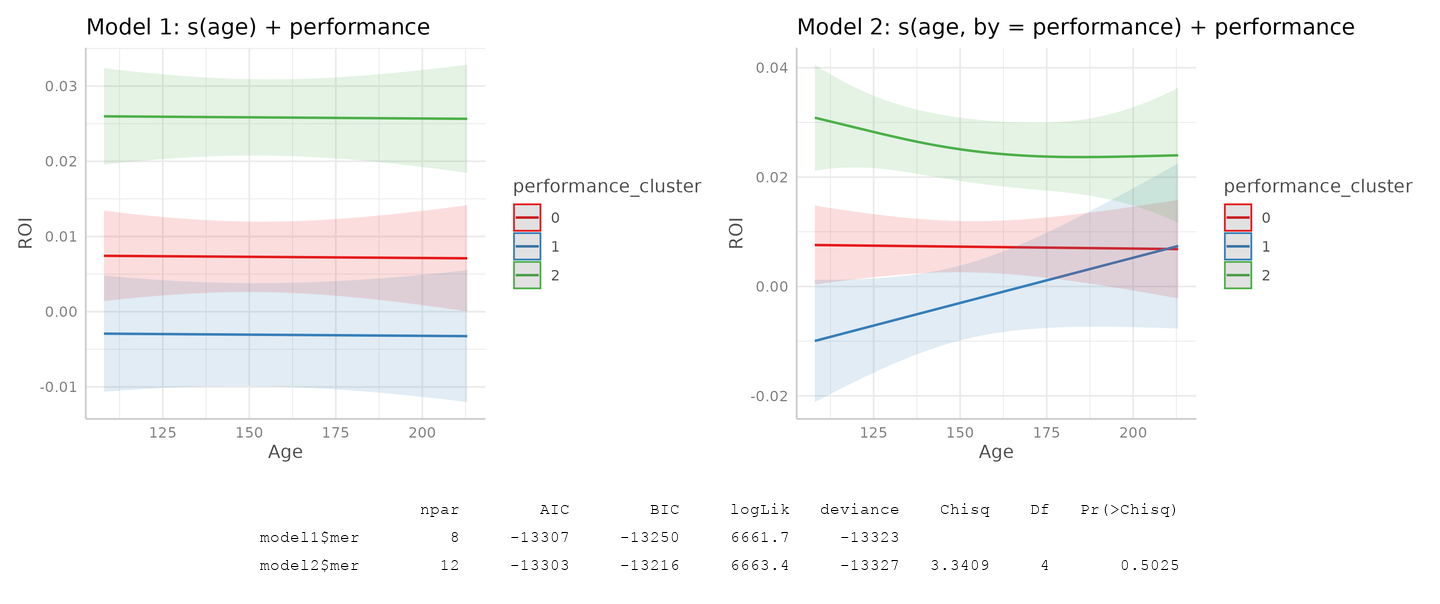 Model 1: s(age) + performance
0.03
0.02
0.01
0.00
-0.01
ROI
125 150 175 200
Age
performance_cluster
0
1
2
Model 2: s(age, by = performance) + performance
0.04
0.02
0.00
-0.02
ROI
125 150 175 200
Age
performance_cluster
0
1
2
npar AIC BIC logLik deviance Chisq Df Pr(>Chisq)
model1$mer 8 -13307 -13250 6661.7 -13323
model2$mer 12 -13303 -13216 6663.4 -13327 3.3409 4 0.5025